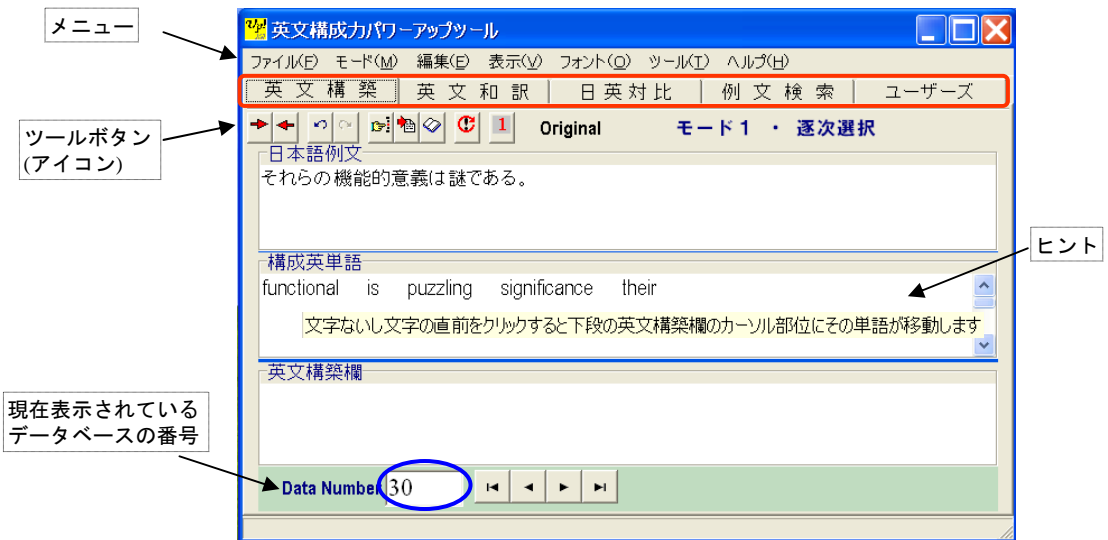 メニュー
英文構成力パワーアップツール
ファイル(F) モード(M) 編集(E) 表示(V) フォント(O) ツール(T) ヘルプ(H)
英文構築 英文和訳 日英対比 例文検索 ユーザーズ
ツールボタン
(アイコン)
1 Original モード1 ・ 逐次選択
日本語例文
それらの機能的意義は謎である。
ヒント
構成英単語
functional is puzzling significance their
文字ないし文字の直前をクリックすると下段の英文構築欄のカーソル部位にその単語が移動します
英文構築欄
現在表示されている
データベースの番号
Data Number 30